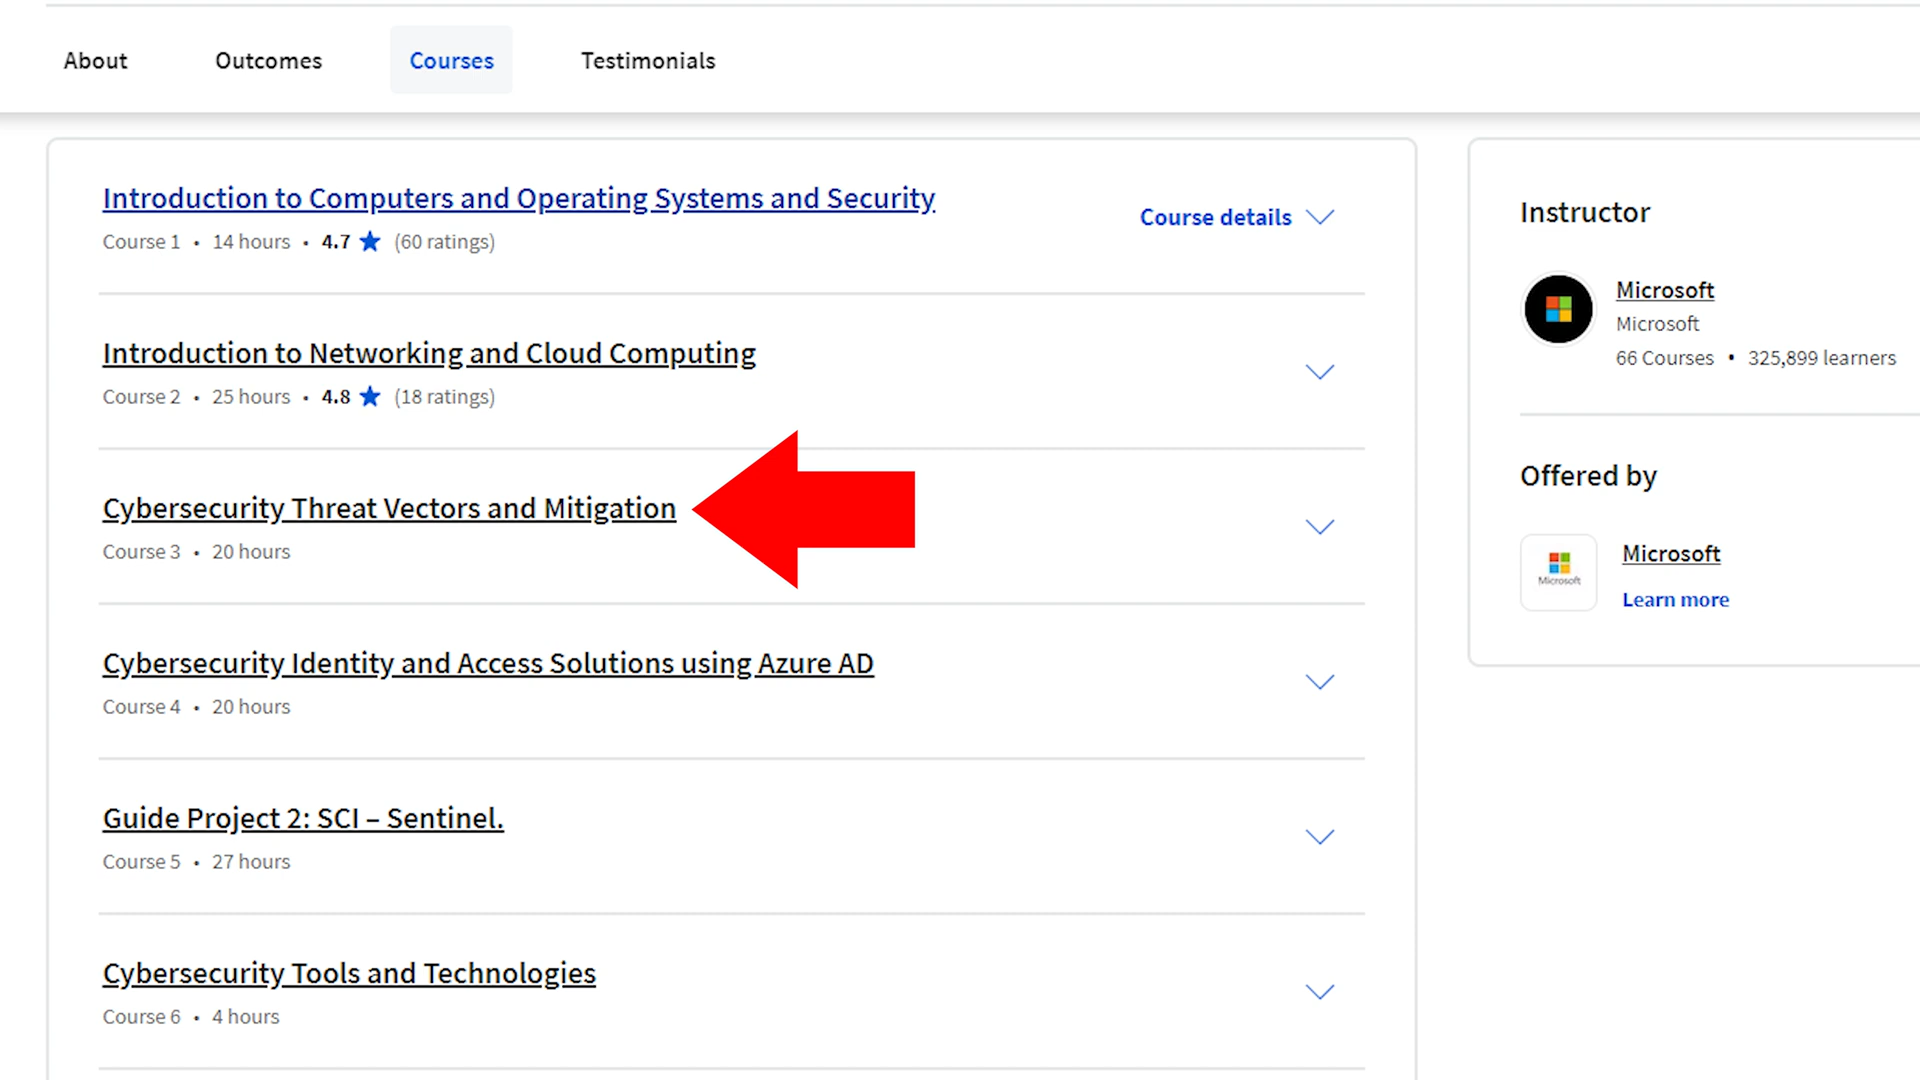 About Outcomes Courses Testimonials
Introduction to Computers and Operating Systems and Security
Course 1 • 14 hours • 4.7 ★ (60 ratings)
Course details
Introduction to Networking and Cloud Computing
Course 2 • 25 hours • 4.8 ★ (18 ratings)
Cybersecurity Threat Vectors and Mitigation
Course 3 • 20 hours
Cybersecurity Identity and Access Solutions using Azure AD
Course 4 • 20 hours
Guide Project 2: SCI – Sentinel.
Course 5 • 27 hours
Cybersecurity Tools and Technologies
Course 6 • 4 hours
Instructor
Microsoft
Microsoft
66 Courses • 325,899 learners
Offered by
Microsoft
Microsoft
Learn more